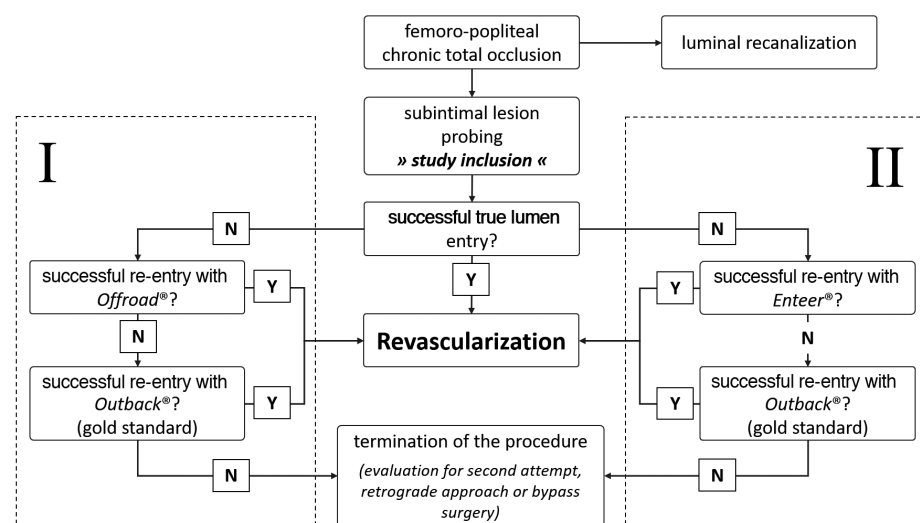 femoro-popliteal
chronic total occlusion
luminal recanalization
subintimal lesion
probing
» study inclusion «
I
II
successful true lumen
entry?
N
N
Y
successful re-entry with
Offroad®?
Y
successful re-entry with
Enteer®?
Y
N
Revascularization
N
successful re-entry with
Outback®?
(gold standard)
Y
successful re-entry with
Outback®?
(gold standard)
Y
termination of the procedure
(evaluation for second attempt,
retrograde approach or bypass
surgery)
N
N